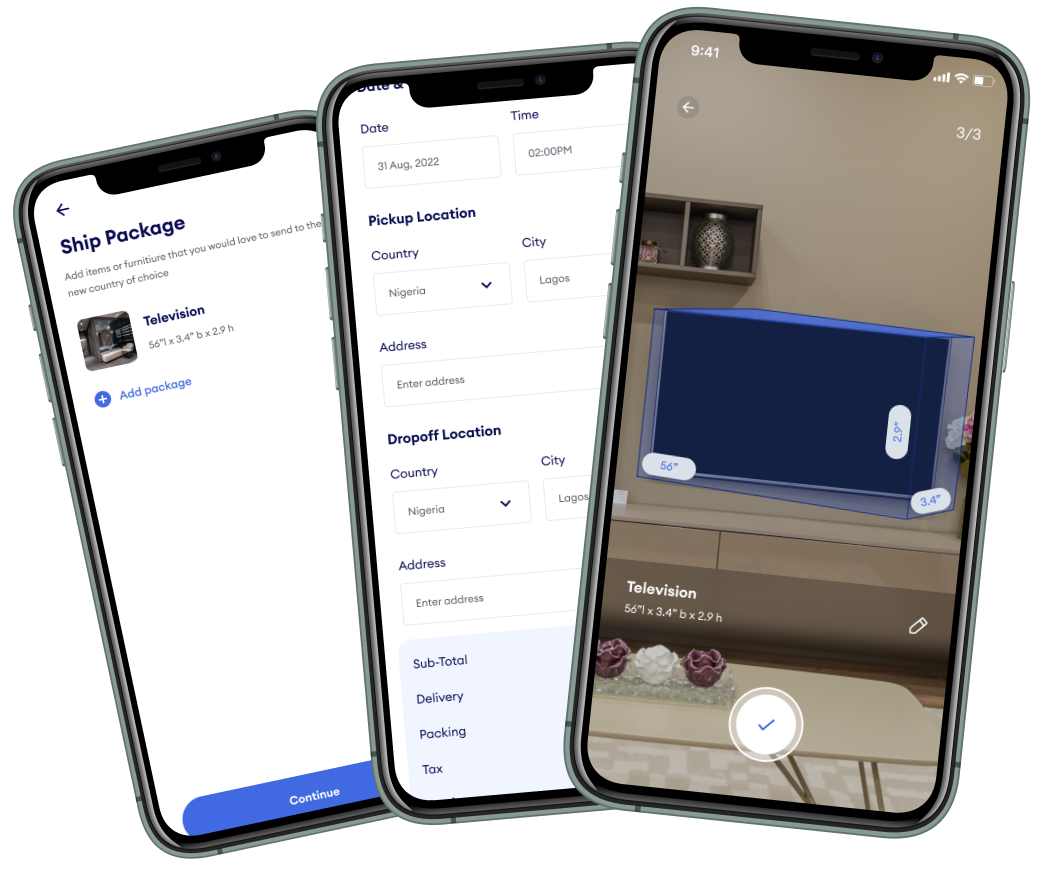 Ship Package
Add items or furniture that you would love to send to the
new country of choice
Television
56"l x 3.4" b x 2.9 h
Add package
Continue
Date &
Date
Time
31 Aug, 2022
02:00PM
Pickup Location
Country
City
Nigeria
Lagos
Address
Enter address
Dropoff Location
Country
City
Nigeria
Lagos
Address
Enter address
Sub-Total
Delivery
Packing
Tax
9:41
3/3
2.9"
56"
3.4"
Television
56"l x 3.4" b x 2.9 h